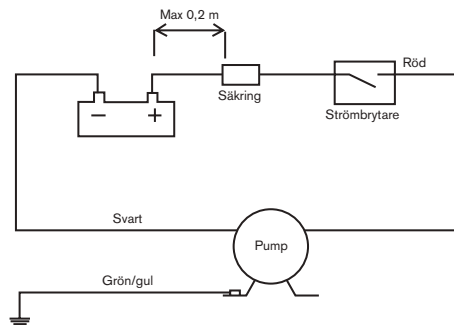 Max 0,2 m
Röd
Säkring
Strömbrytare
− +
Svart
Pump
Grön/gul